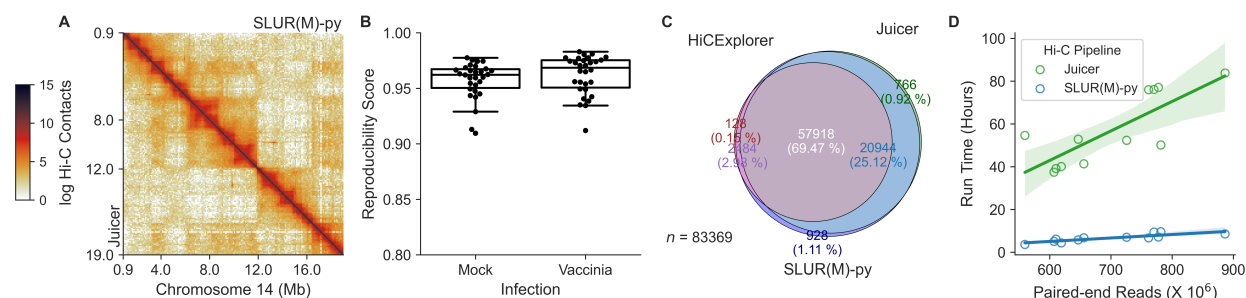 A
SLUR(M)-py
15
10
5
0
log Hi-C Contacts
0.9
4.0
8.0
12.0
19.0
Juicer
0.9
4.0
8.0
12.0
16.0
Chromosome 14 (Mb)
B
1.00
0.95
0.90
0.85
0.80
Reproducibility Score
Mock
Vaccinia
Infection
C
HiCExplorer
Juicer
766
(0.92 %)
128
(0.15 %)
2484
(2.98 %)
57918
(69.47 %)
20944
(25.12 %)
928
(1.11 %)
n = 83369
SLUR(M)-py
D
100
80
60
40
20
0
Run Time (Hours)
Hi-C Pipeline
Juicer
SLUR(M)-py
600
700
800
900
Paired-end Reads (X 10⁶)